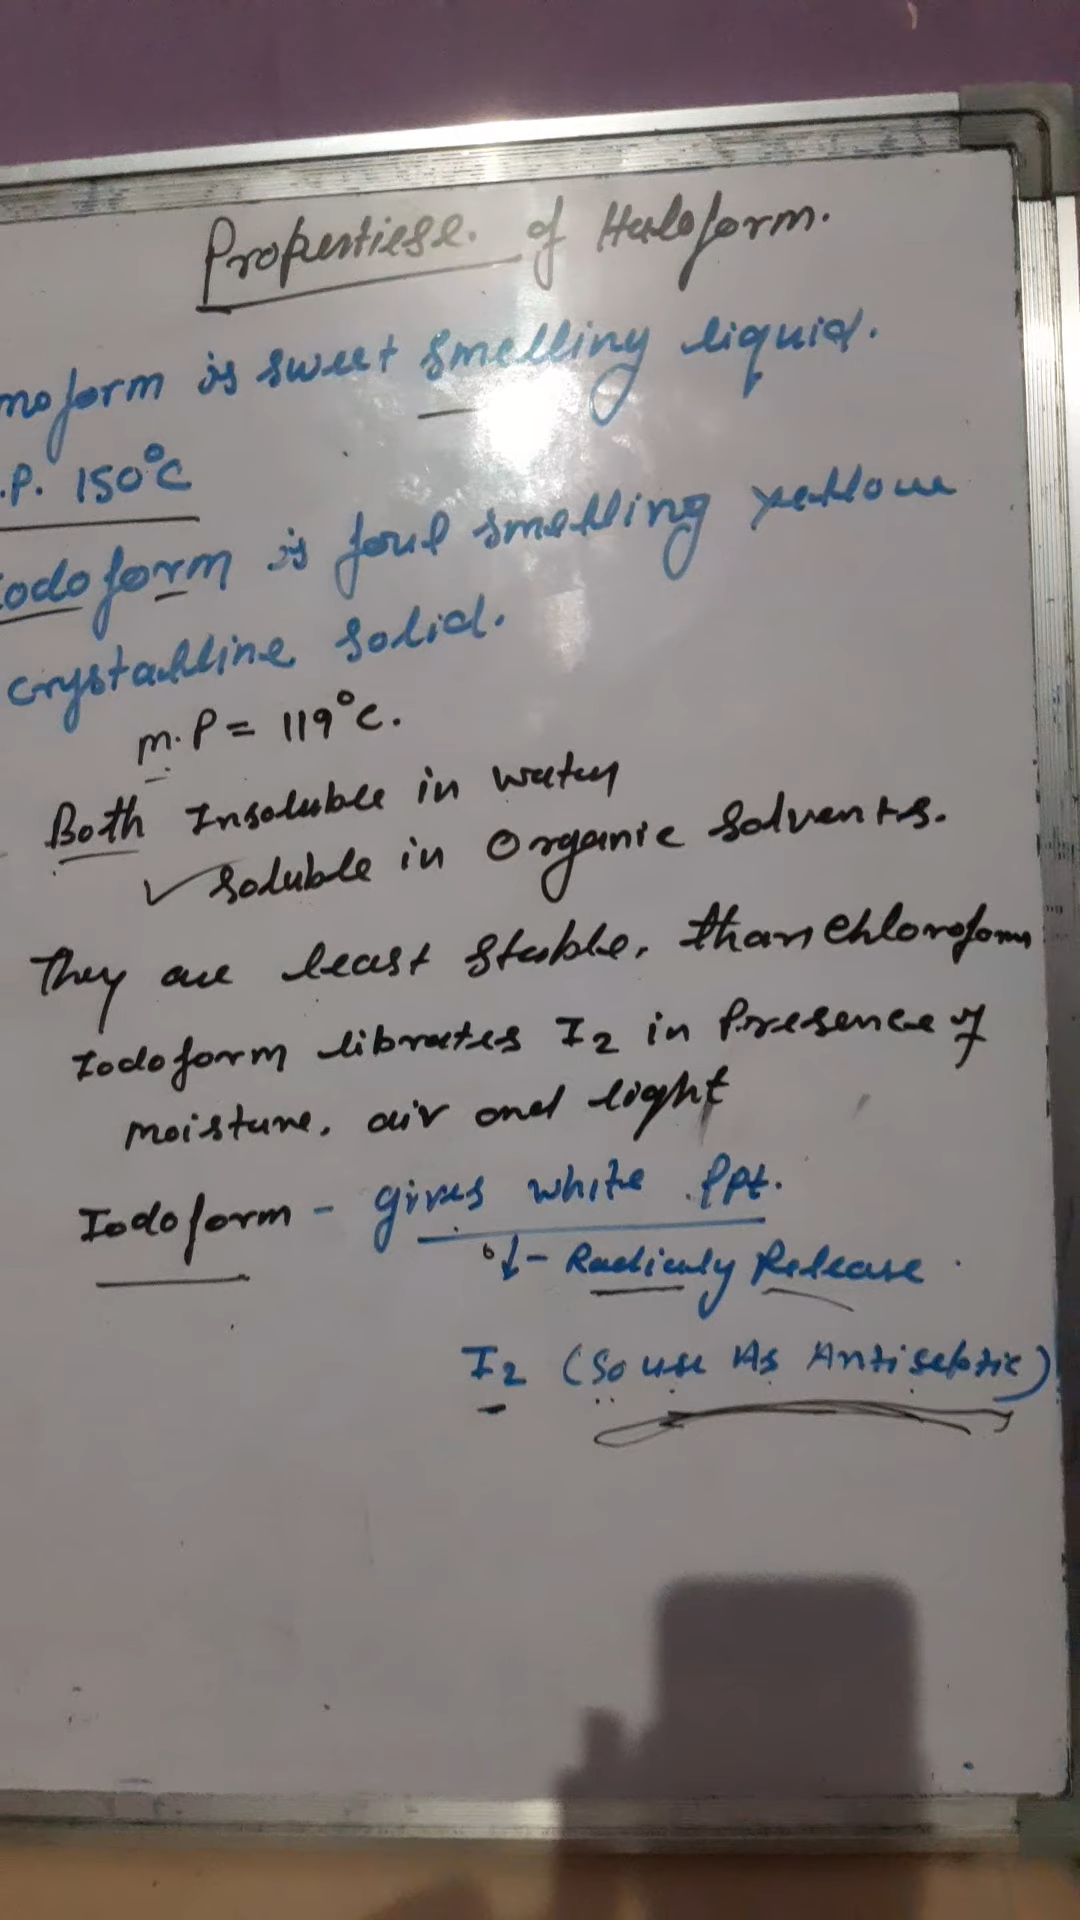 Propertiese. of Haloform.
moform is sweet smelling liquid.
.P. 150°C
Iodoform is foul smelling yellow
crystalline solid.
m.P = 119°c.
Both Insoluble in water
✓ soluble in Organic solvents.
They are least stable, than chloroform
Iodoform librates I2 in Presence of
moisture, air and light
Iodoform - gives white ppt.
↓ - Radicaly Release
I2 (So use As Antiseptic)